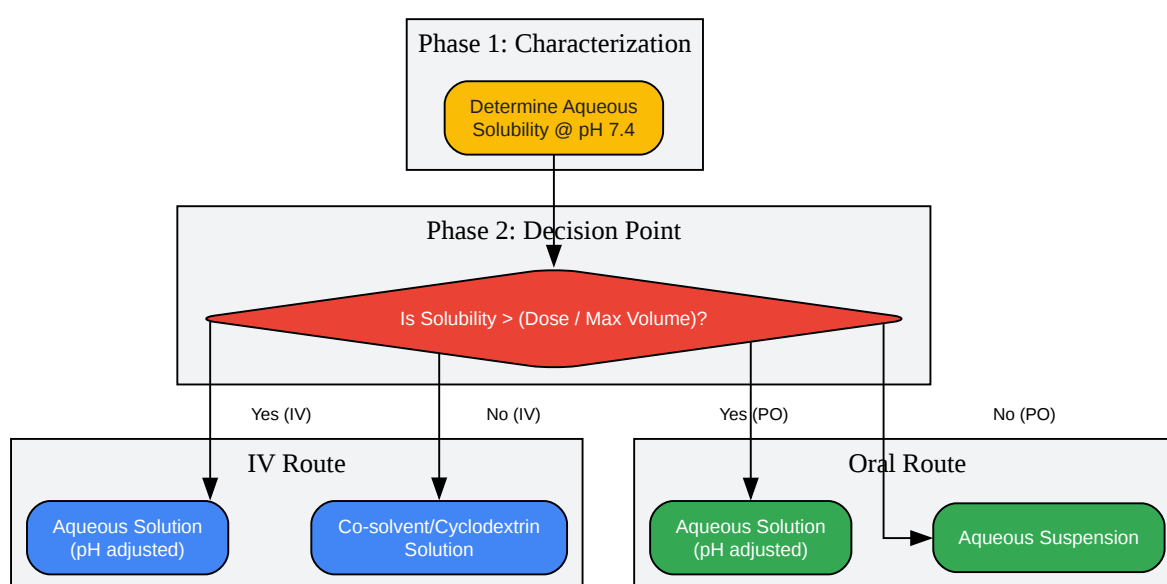 Phase 1: Characterization
Determine Aqueous
Solubility @ pH 7.4
Phase 2: Decision Point
Is Solubility > (Dose / Max Volume)?
Yes (IV)
No (IV)
Yes (PO)
No (PO)
IV Route
Oral Route
Aqueous Solution
(pH adjusted)
Co-solvent/Cyclodextrin
Solution
Aqueous Solution
(pH adjusted)
Aqueous Suspension